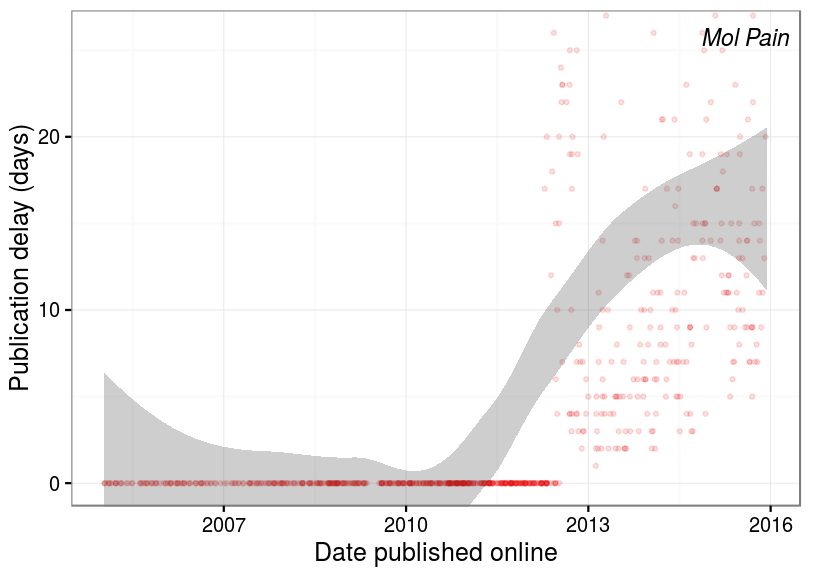 Mol Pain
Publication delay (days)
20
10
0
2007 2010 2013 2016
Date published online